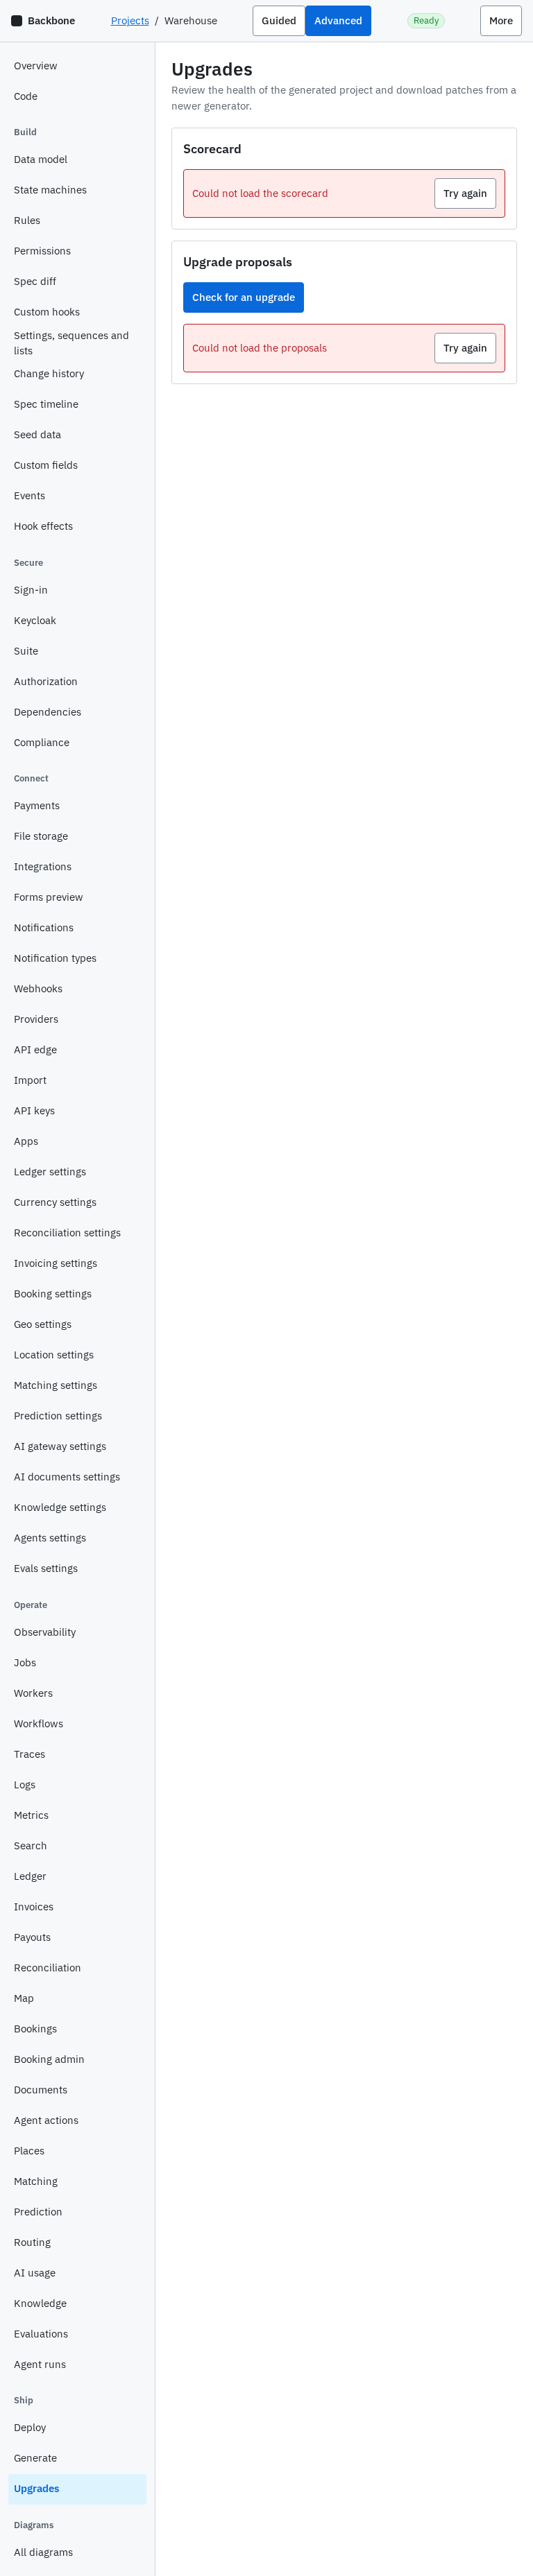 Backbone
Projects / Warehouse
Guided
Advanced
Ready
More
Overview
Code
Build
Data model
State machines
Rules
Permissions
Spec diff
Custom hooks
Settings, sequences and
lists
Change history
Spec timeline
Seed data
Custom fields
Events
Hook effects
Secure
Sign-in
Keycloak
Suite
Authorization
Dependencies
Compliance
Connect
Payments
File storage
Integrations
Forms preview
Notifications
Notification types
Webhooks
Providers
API edge
Import
API keys
Apps
Ledger settings
Currency settings
Reconciliation settings
Invoicing settings
Booking settings
Geo settings
Location settings
Matching settings
Prediction settings
AI gateway settings
AI documents settings
Knowledge settings
Agents settings
Evals settings
Operate
Observability
Jobs
Workers
Workflows
Traces
Logs
Metrics
Search
Ledger
Invoices
Payouts
Reconciliation
Map
Bookings
Booking admin
Documents
Agent actions
Places
Matching
Prediction
Routing
AI usage
Knowledge
Evaluations
Agent runs
Ship
Deploy
Generate
Upgrades
Diagrams
All diagrams
Upgrades
Review the health of the generated project and download patches from a
newer generator.
Scorecard
Could not load the scorecard
Try again
Upgrade proposals
Check for an upgrade
Could not load the proposals
Try again